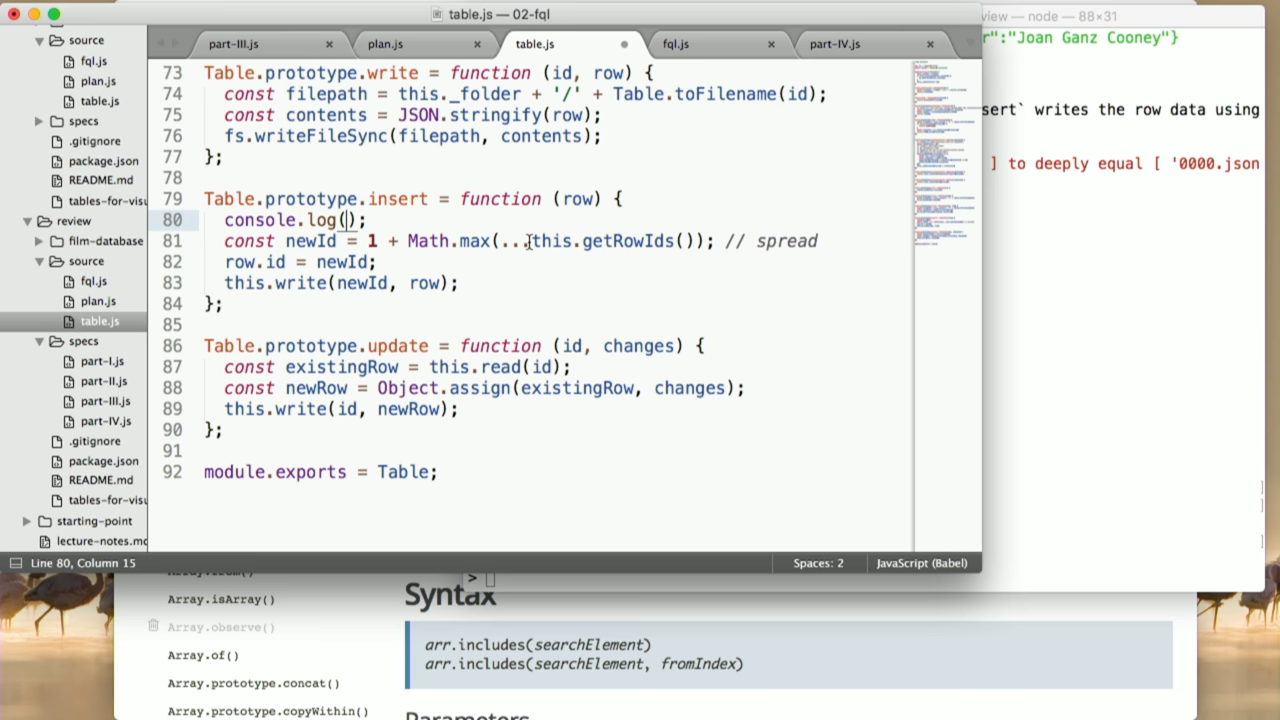 table.js — 02-fql
view — node — 88×31
source
fql.js
plan.js
table.js
specs
.gitignore
package.json
README.md
tables-for-visu
review
film-database
source
fql.js
plan.js
table.js
specs
part-I.js
part-II.js
part-III.js
part-IV.js
.gitignore
package.json
README.md
tables-for-visu
starting-point
lecture-notes.md
part-III.js
plan.js
table.js
fql.js
part-IV.js
73 Table.prototype.write = function (id, row) {
74 const filepath = this._folder + '/' + Table.toFilename(id);
75 const contents = JSON.stringify(row);
76 fs.writeFileSync(filepath, contents);
77 };
78
79 Table.prototype.insert = function (row) {
80 console.log();
81 const newId = 1 + Math.max(...this.getRowIds()); // spread
82 row.id = newId;
83 this.write(newId, row);
84 };
85
86 Table.prototype.update = function (id, changes) {
87 const existingRow = this.read(id);
88 const newRow = Object.assign(existingRow, changes);
89 this.write(id, newRow);
90 };
91
92 module.exports = Table;
r":"Joan Ganz Cooney"}
sert` writes the row data using
] to deeply equal [ '0000.json
]
]
]
Line 80, Column 15
Spaces: 2
JavaScript (Babel)
>
Array.from()
Array.isArray()
Array.observe()
Array.of()
Array.prototype.concat()
Array.prototype.copyWithin()
Syntax
arr.includes(searchElement)
arr.includes(searchElement, fromIndex)
Parameters